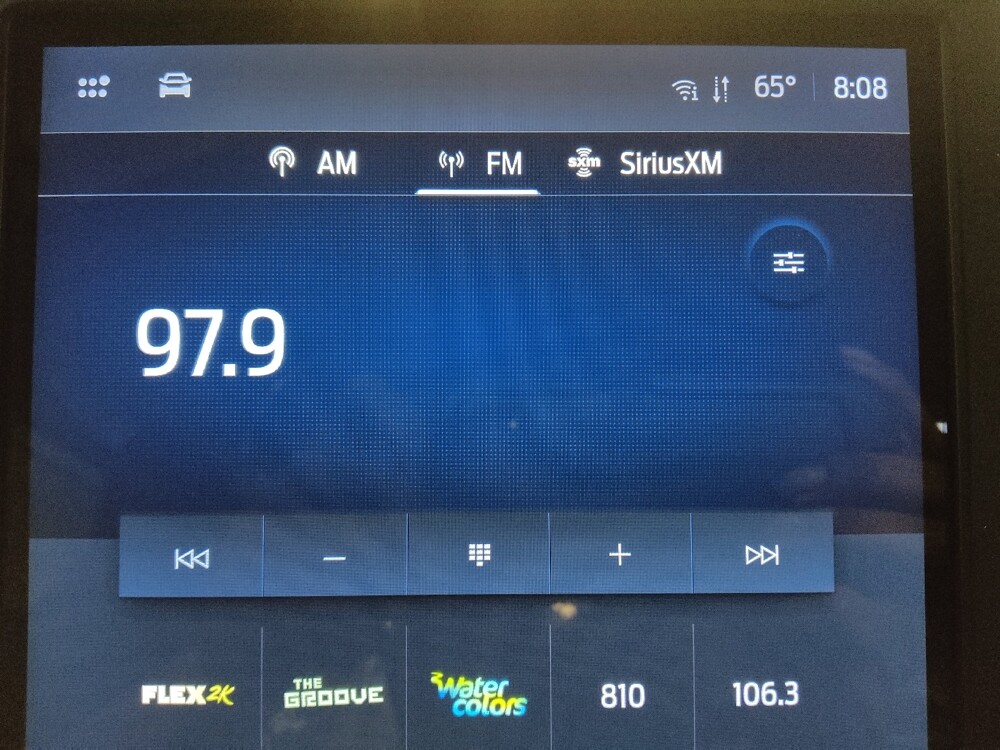 65° 8:08
AM FM sxm SiriusXM
97.9
FLEX2K THE GROOVE Water colors 810 106.3